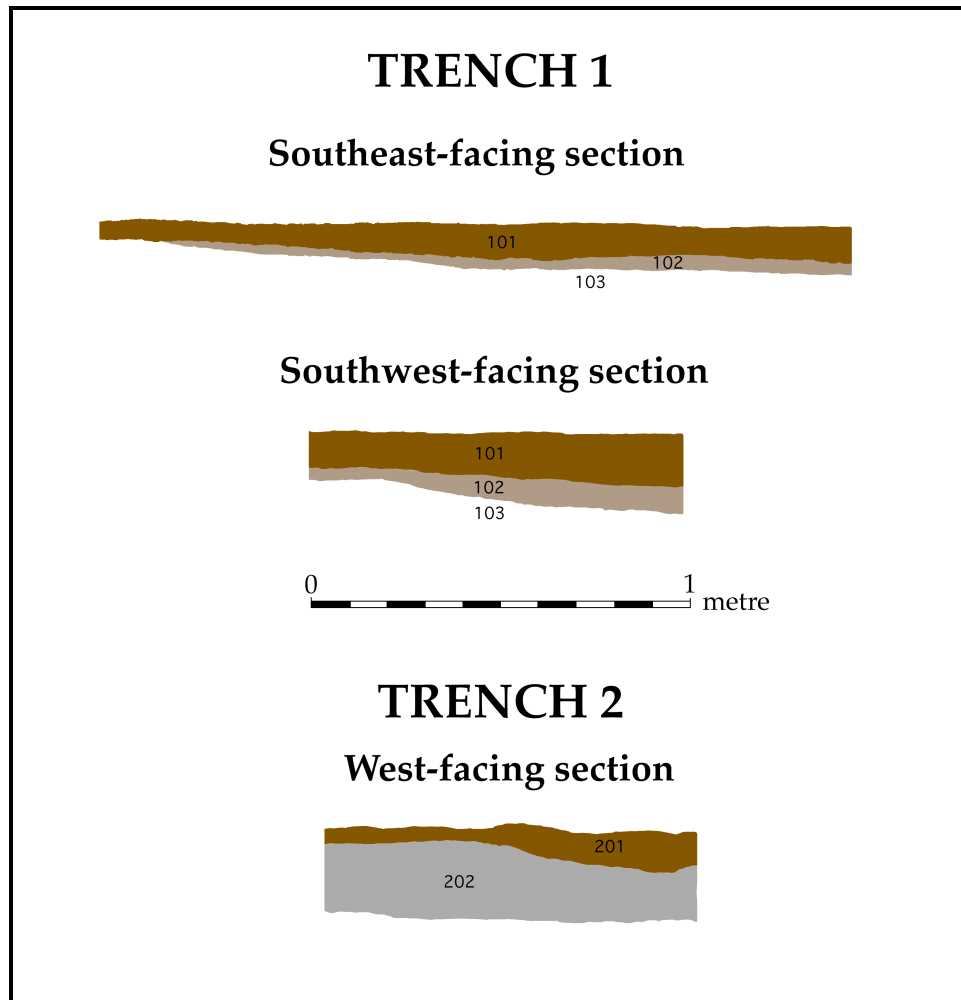 TRENCH 1
Southeast-facing section
101
102
103
Southwest-facing section
101
102
103
0 1
metre
TRENCH 2
West-facing section
201
202